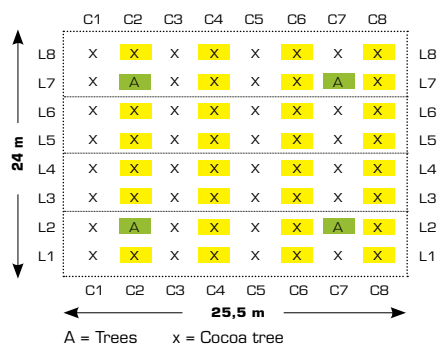 C1 C2 C3 C4 C5 C6 C7 C8
L8 X X X X X X X X L8
L7 X A X X X X A X L7
L6 X X X X X X X X L6
L5 X X X X X X X X L5
L4 X X X X X X X X L4
L3 X X X X X X X X L3
L2 X A X X X X A X L2
L1 X X X X X X X X L1
24 m
C1 C2 C3 C4 C5 C6 C7 C8
25,5 m
A = Trees x = Cocoa tree